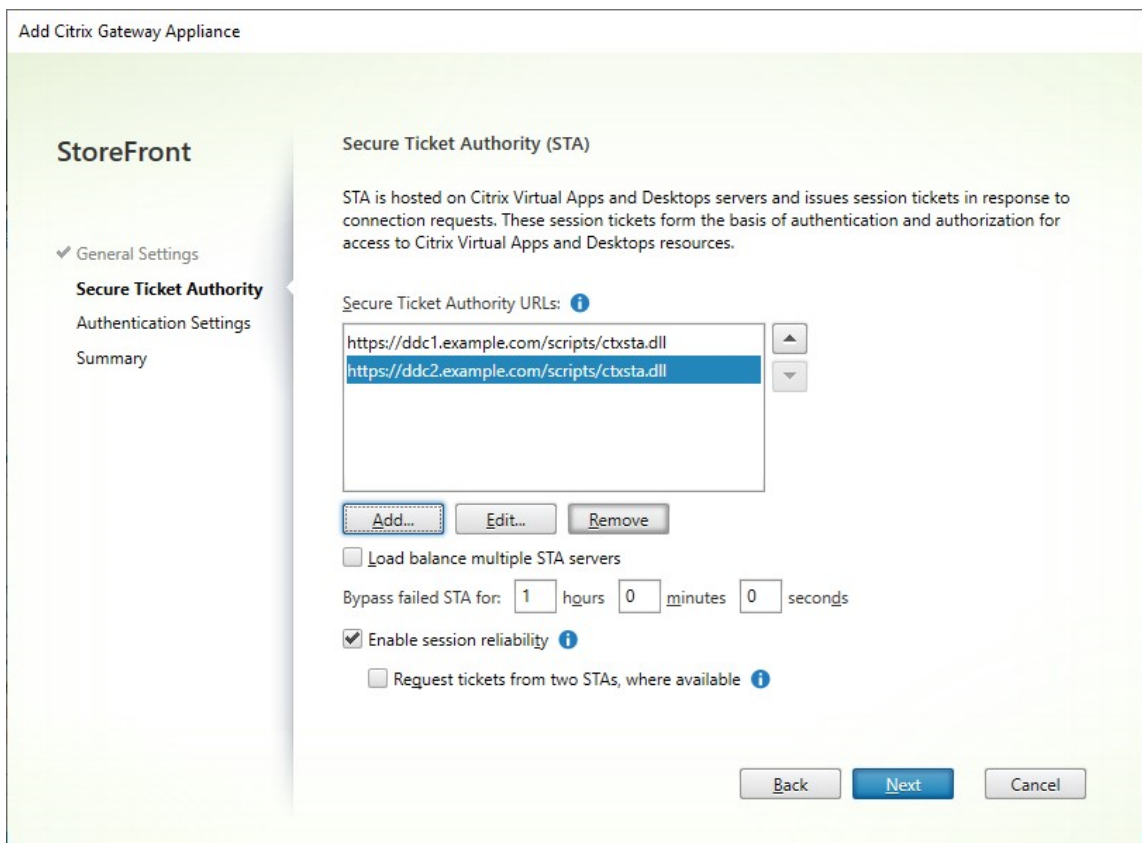 Add Citrix Gateway Appliance
StoreFront
General Settings
Secure Ticket Authority
Authentication Settings
Summary
Secure Ticket Authority (STA)
STA is hosted on Citrix Virtual Apps and Desktops servers and issues session tickets in response to
connection requests. These session tickets form the basis of authentication and authorization for
access to Citrix Virtual Apps and Desktops resources.
Secure Ticket Authority URLs:
https://ddc1.example.com/scripts/ctxsta.dll
https://ddc2.example.com/scripts/ctxsta.dll
Add... Edit... Remove
Load balance multiple STA servers
Bypass failed STA for: 1 hours 0 minutes 0 seconds
Enable session reliability
Request tickets from two STAs, where available
Back Next Cancel